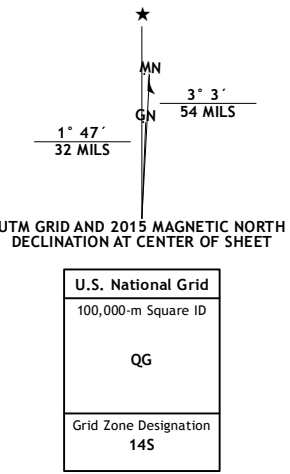 ★
MN
GN
3° 3´
54 MILS
1° 47´
32 MILS
UTM GRID AND 2015 MAGNETIC NORTH
DECLINATION AT CENTER OF SHEET
U.S. National Grid
100,000-m Square ID
QG
Grid Zone Designation
14S